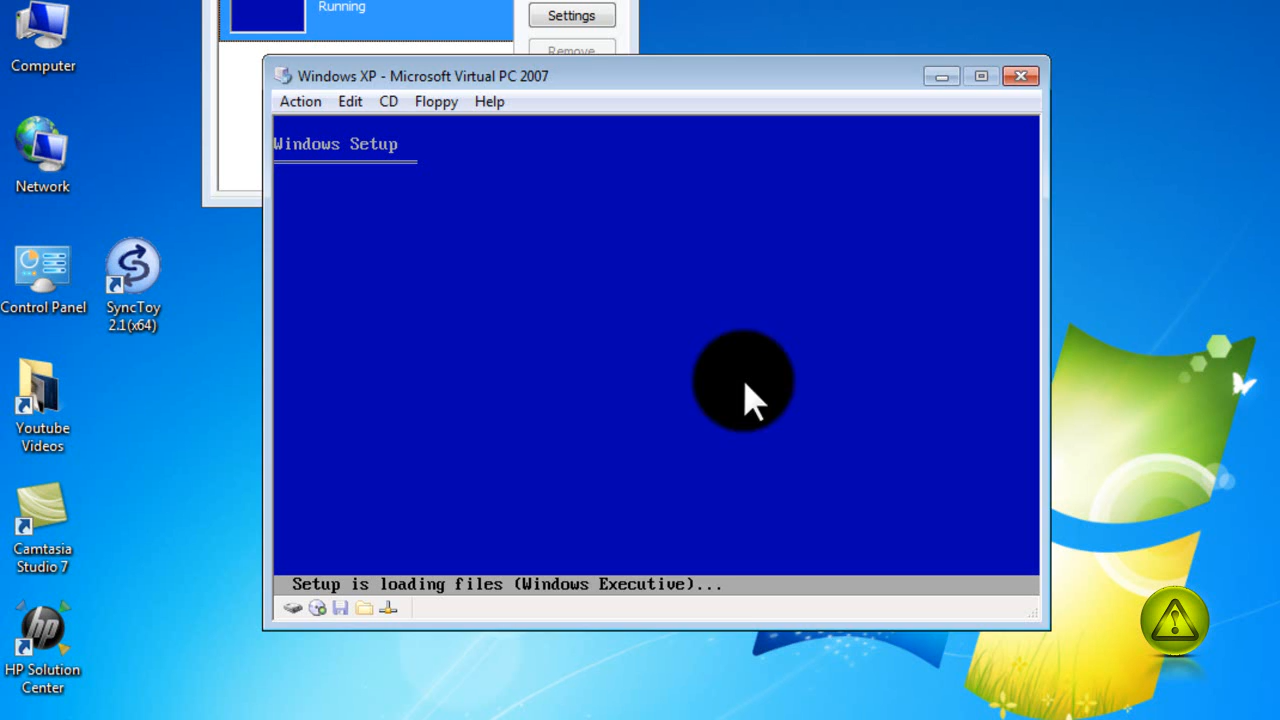 Running
Settings
Remove
Computer
Windows XP - Microsoft Virtual PC 2007
Action Edit CD Floppy Help
Windows Setup
Network
Control Panel
SyncToy
2.1(x64)
Youtube
Videos
Camtasia
Studio 7
Setup is loading files (Windows Executive)...
hp
HP Solution
Center